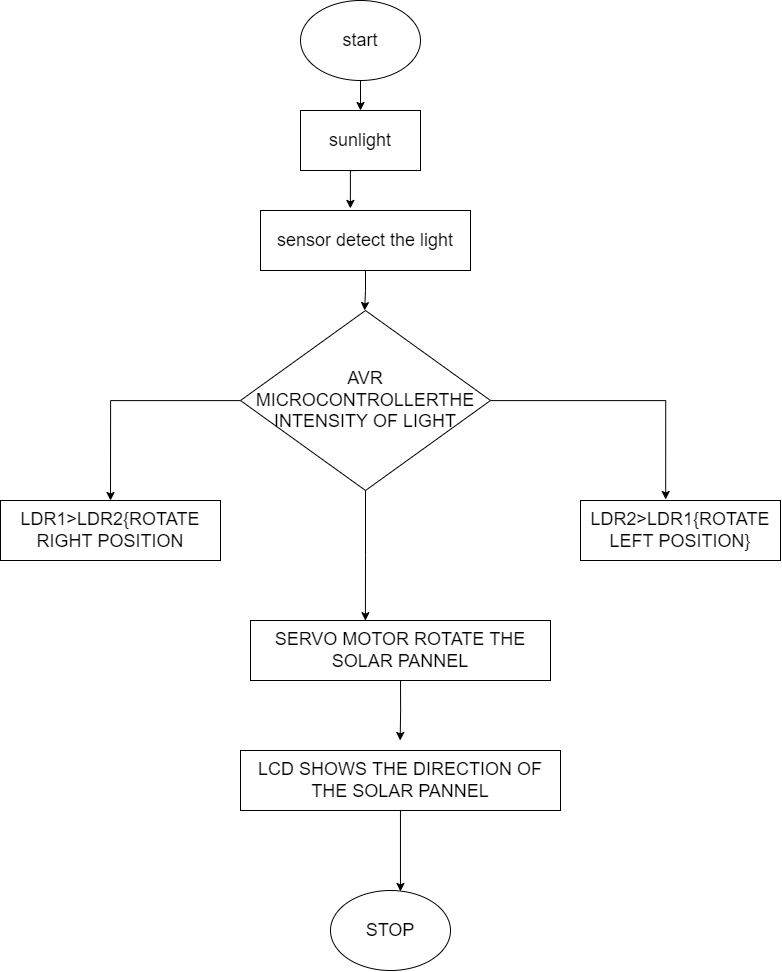 start
sunlight
sensor detect the light
AVR
MICROCONTROLLERTHE
INTENSITY OF LIGHT
LDR1>LDR2{ROTATE
RIGHT POSITION
LDR2>LDR1{ROTATE
LEFT POSITION}
SERVO MOTOR ROTATE THE
SOLAR PANNEL
LCD SHOWS THE DIRECTION OF
THE SOLAR PANNEL
STOP